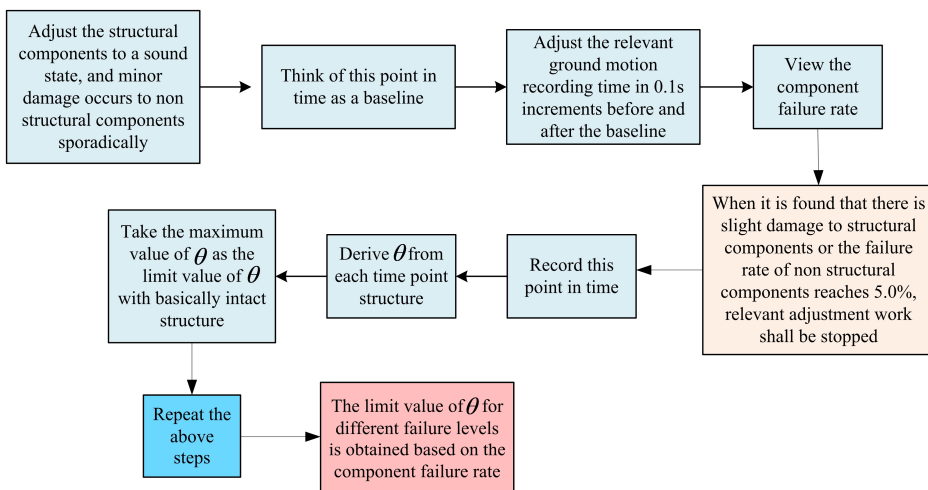 Adjust the structural
components to a sound
state, and minor
damage occurs to non
structural components
sporadically
Think of this point in
time as a baseline
Adjust the relevant
ground motion
recording time in 0.1s
increments before and
after the baseline
View the
component
failure rate
When it is found that there is
slight damage to structural
components or the failure
rate of non structural
components reaches 5.0%,
relevant adjustment work
shall be stopped
Record this
point in time
Derive θ from
each time point
structure
Take the maximum
value of θ as the
limit value of θ
with basically intact
structure
Repeat the
above
steps
The limit value of θ for
different failure levels
is obtained based on
the component failure rate